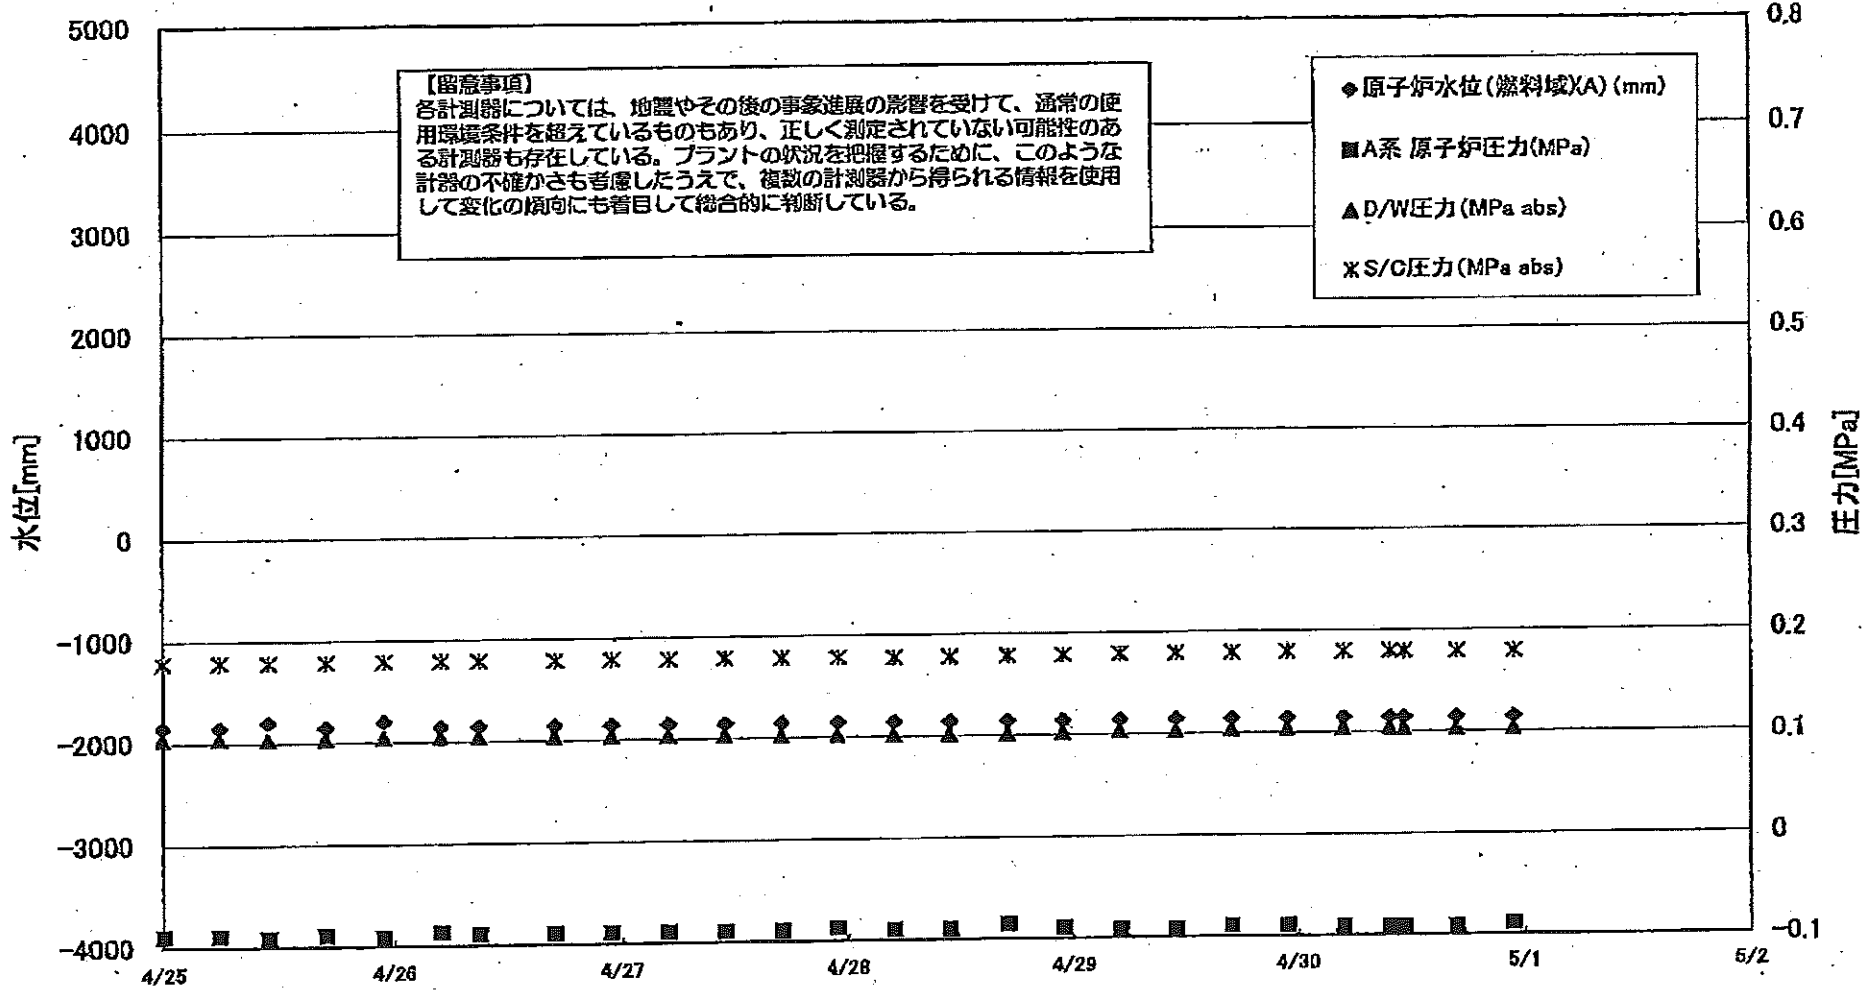 5000
4000
3000
2000
1000
0
-1000
-2000
-3000
-4000
水位[mm]
【留意事項】
各計測器については、地震やその後の事象進展の影響を受けて、通常の使
用環境条件を超えているものもあり、正しく測定されていない可能性のあ
る計測器も存在している。プラントの状況を把握するために、このような
計器の不確かさも考慮したうえで、複数の計測器から得られる情報を使用
して変化の傾向にも着目して総合的に判断している。
原子炉水位(燃料域)(A)(mm)
A系 原子炉圧力(MPa)
D/W圧力(MPa abs)
S/C圧力(MPa abs)
0.8
0.7
0.6
0.5
0.4
0.3
0.2
0.1
0
-0.1
圧力[MPa]
4/25
4/26
4/27
4/28
4/29
4/30
5/1
5/2